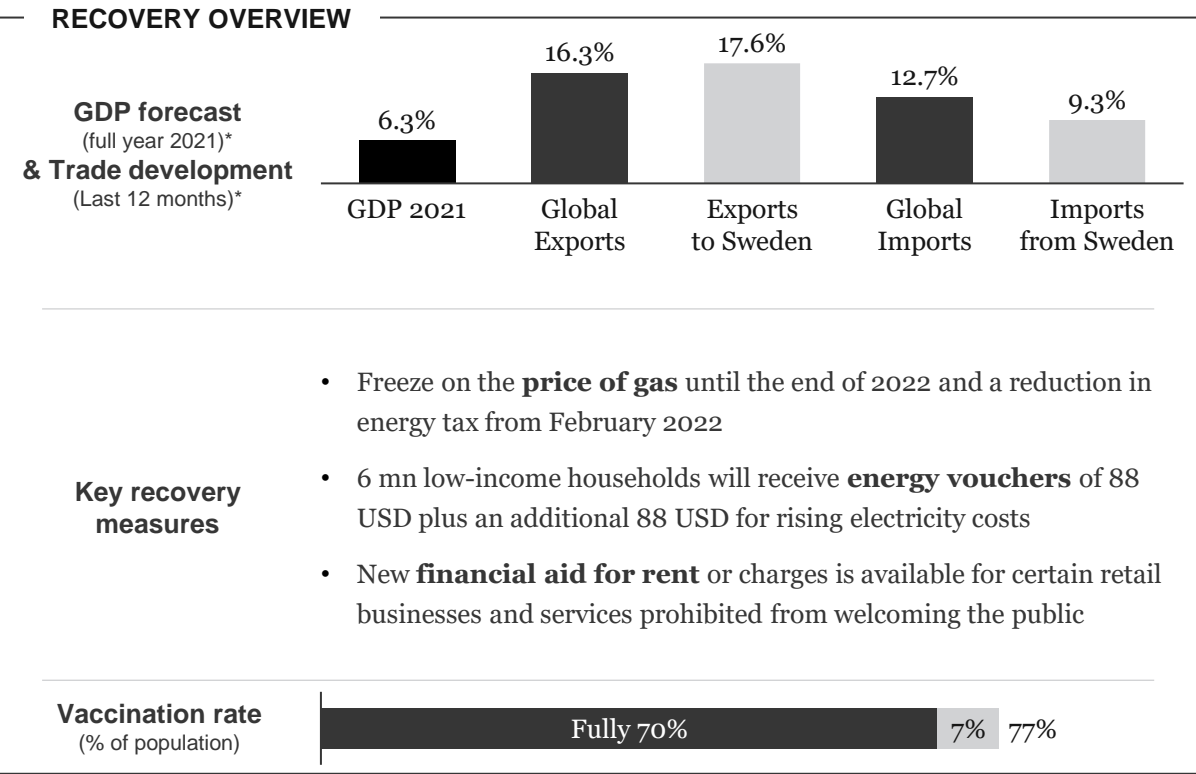 RECOVERY OVERVIEW
GDP forecast
(full year 2021)*
& Trade development
(Last 12 months)*
6.3%
16.3%
17.6%
12.7%
9.3%
GDP 2021
Global
Exports
Exports
to Sweden
Global
Imports
Imports
from Sweden
Key recovery
measures
• Freeze on the price of gas until the end of 2022 and a reduction in
energy tax from February 2022
• 6 mn low-income households will receive energy vouchers of 88
USD plus an additional 88 USD for rising electricity costs
• New financial aid for rent or charges is available for certain retail
businesses and services prohibited from welcoming the public
Vaccination rate
(% of population)
Fully 70%
7%
77%